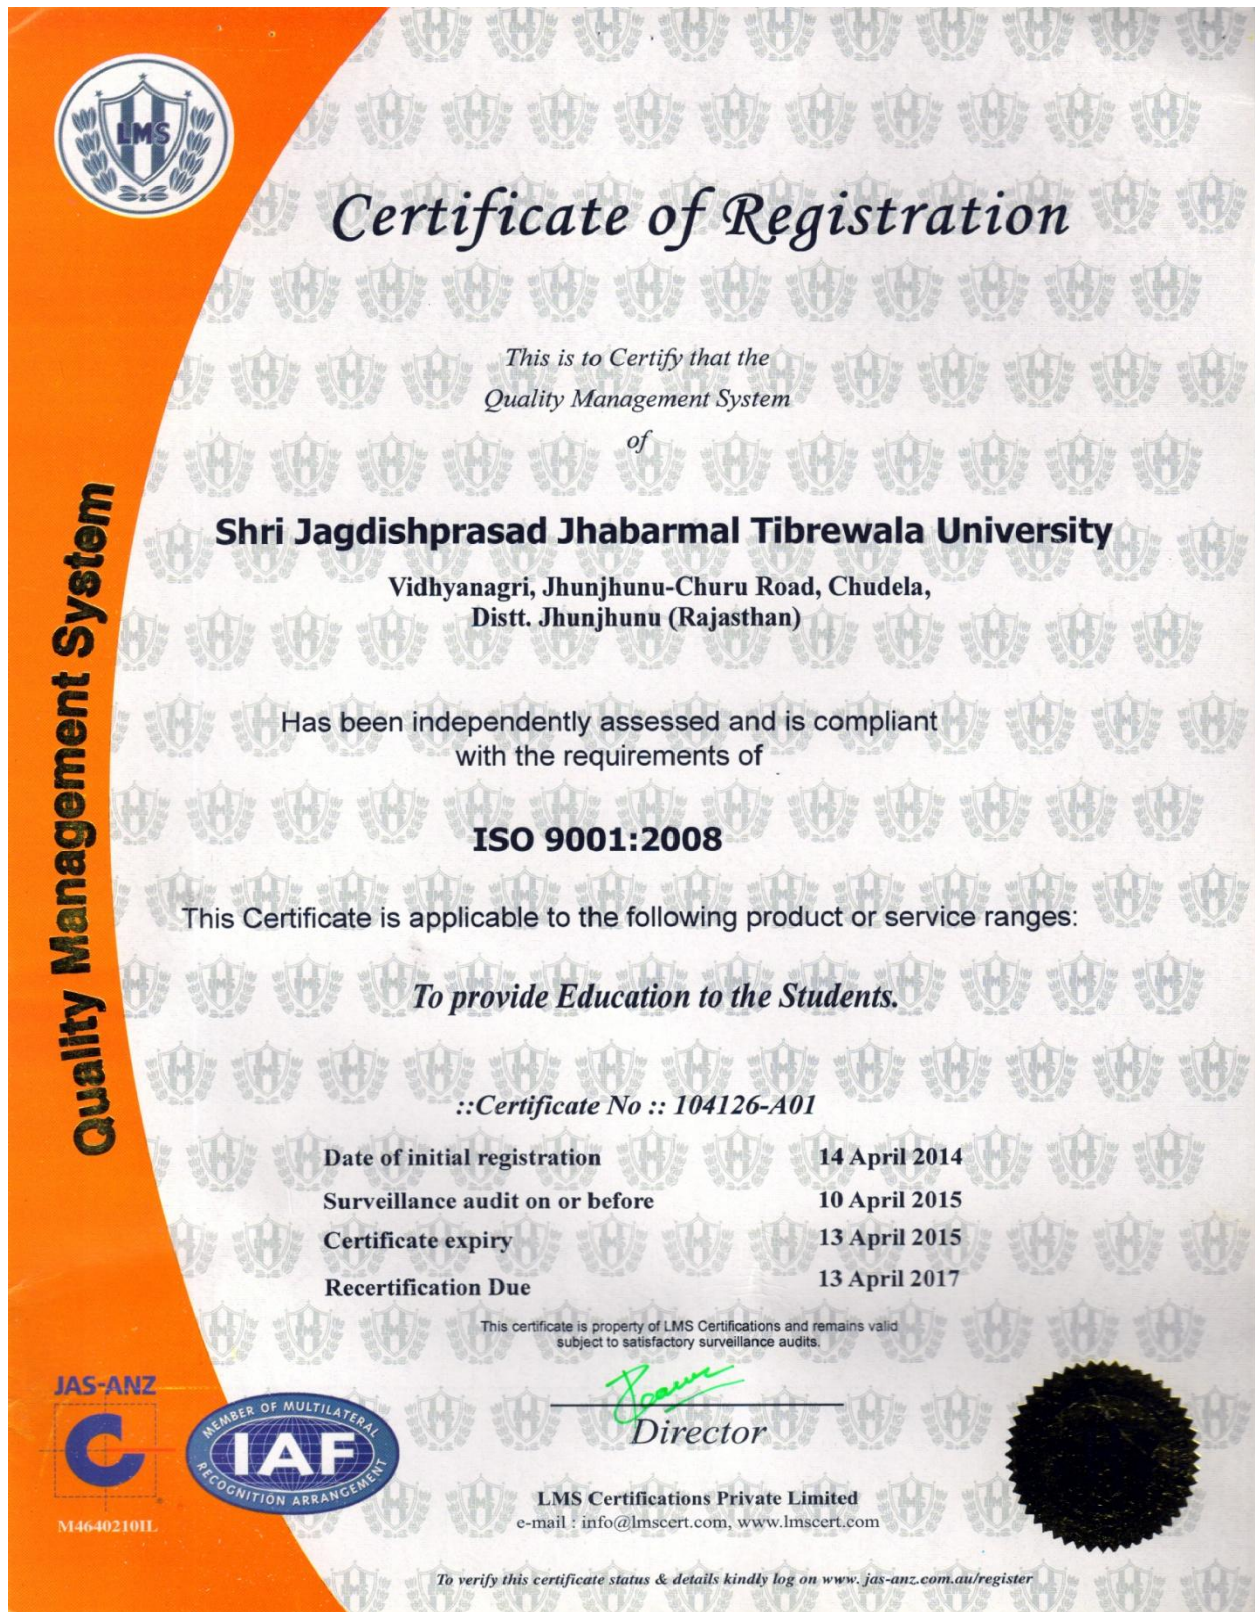 LMS
Certificate of Registration
This is to Certify that the
Quality Management System
of
Shri Jagdishprasad Jhabarmal Tibrewala University
Vidhyanagri, Jhunjhunu-Churu Road, Chudela,
Distt. Jhunjhunu (Rajasthan)
Has been independently assessed and is compliant
with the requirements of
ISO 9001:2008
This Certificate is applicable to the following product or service ranges:
To provide Education to the Students.
::Certificate No :: 104126-A01
Date of initial registration 14 April 2014
Surveillance audit on or before 10 April 2015
Certificate expiry 13 April 2015
Recertification Due 13 April 2017
This certificate is property of LMS Certifications and remains valid
subject to satisfactory surveillance audits.
Director
LMS Certifications Private Limited
e-mail : info@lmscert.com, www.lmscert.com
To verify this certificate status & details kindly log on www. jas-anz.com.au/register
Quality Management System
JAS-ANZ
M4640210IL
MEMBER OF MULTILATERAL
IAF
RECOGNITION ARRANGEMENT